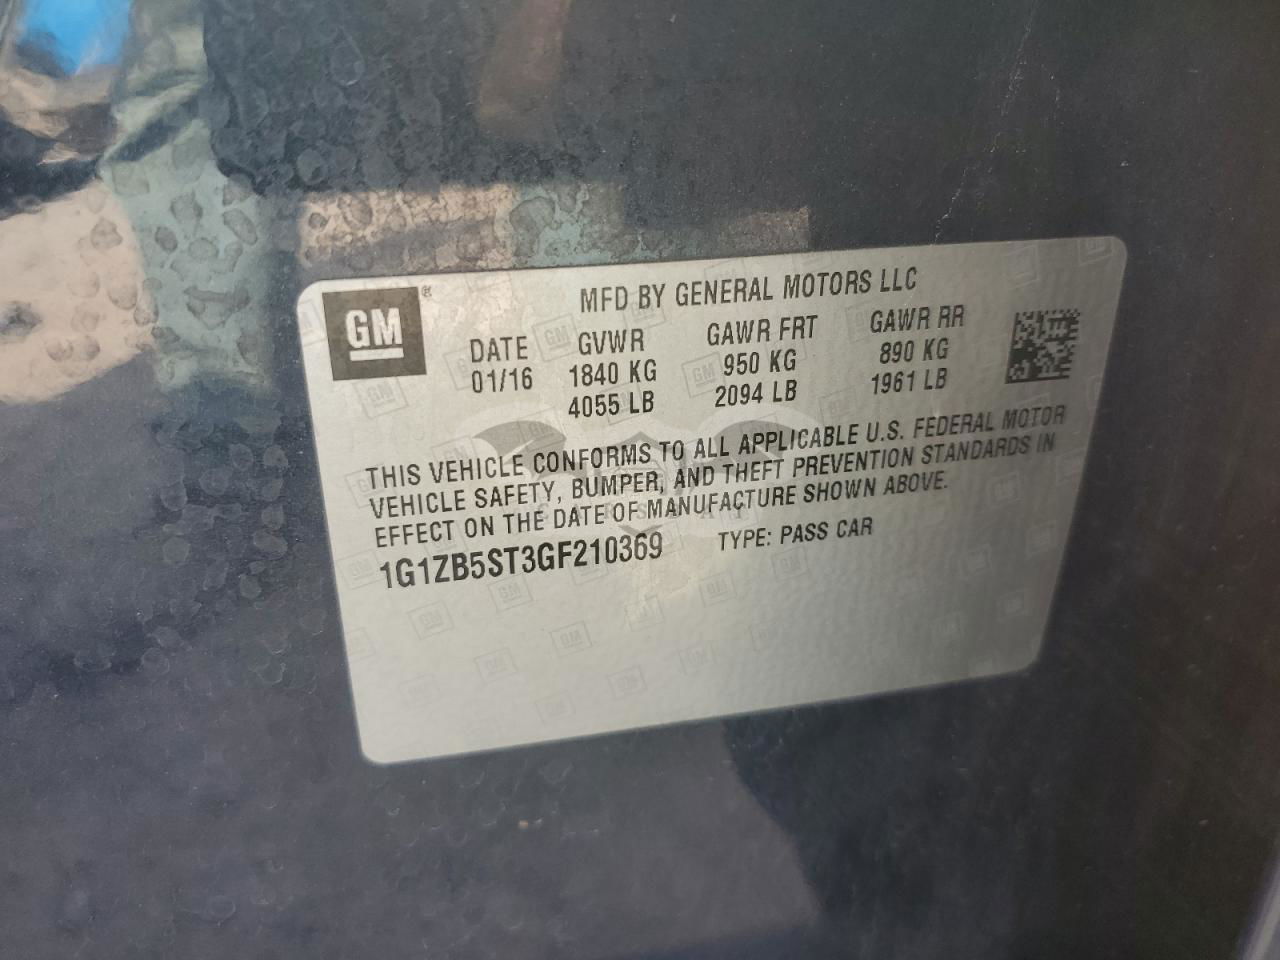 GM ®
MFD BY GENERAL MOTORS LLC
DATE GVWR GAWR FRT GAWR RR
01/16 1840 KG 950 KG 890 KG
4055 LB 2094 LB 1961 LB
THIS VEHICLE CONFORMS TO ALL APPLICABLE U.S. FEDERAL MOTOR
VEHICLE SAFETY, BUMPER, AND THEFT PREVENTION STANDARDS IN
EFFECT ON THE DATE OF MANUFACTURE SHOWN ABOVE.
1G1ZB5ST3GF210369 TYPE: PASS CAR